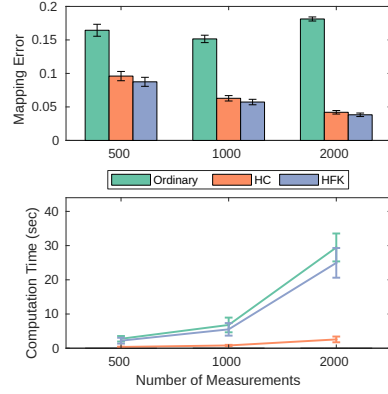 Mapping Error
0.2
0.15
0.1
0.05
0
500 1000 2000
Ordinary HC HFK
Computation Time (sec)
40
30
20
10
0
500 1000 2000
Number of Measurements